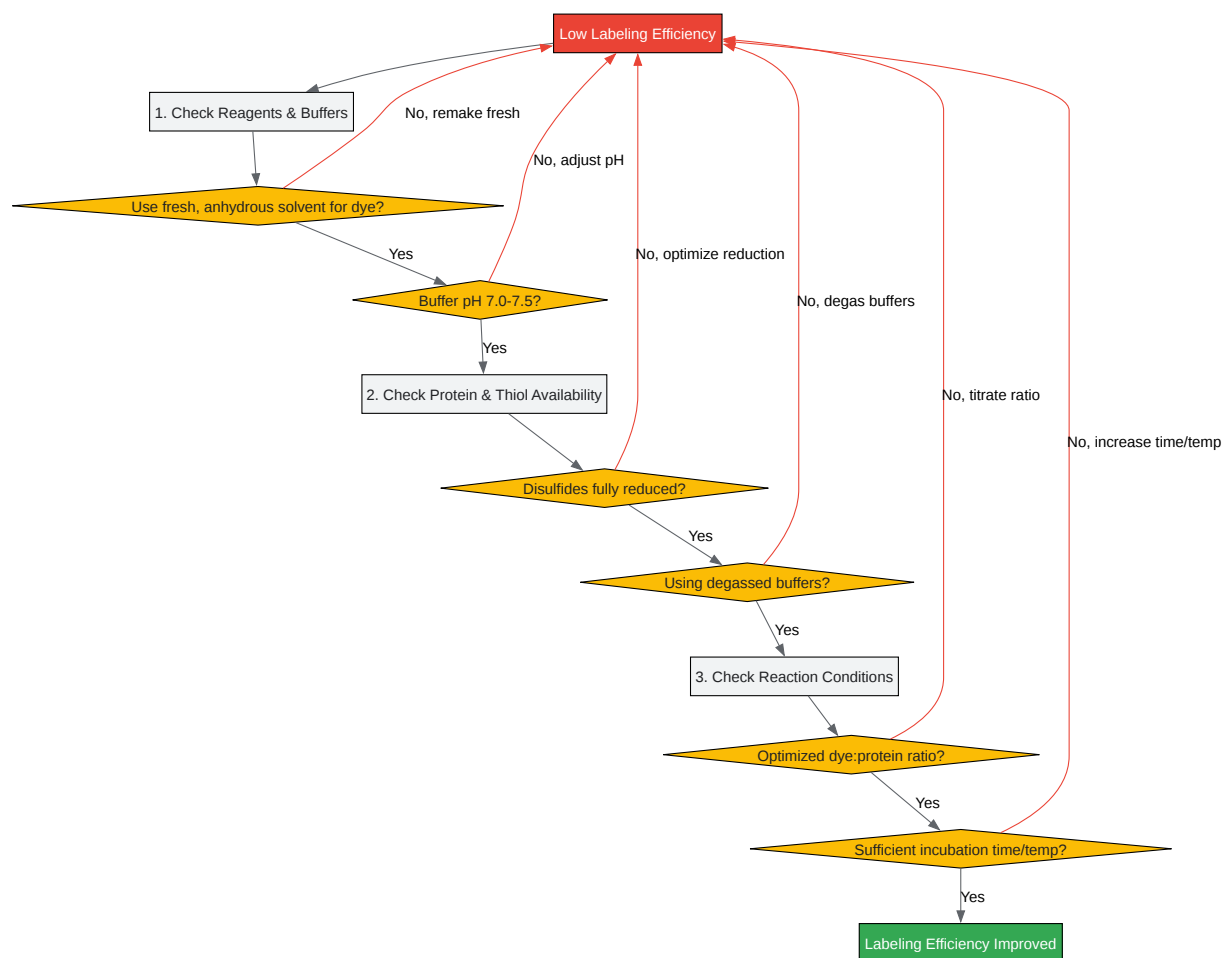 Low Labeling Efficiency
1. Check Reagents & Buffers
No, remake fresh
No, adjust pH
Use fresh, anhydrous solvent for dye?
Yes
No, optimize reduction
Buffer pH 7.0-7.5?
No, degas buffers
Yes
2. Check Protein & Thiol Availability
No, titrate ratio
No, increase time/temp
Disulfides fully reduced?
Yes
Using degassed buffers?
Yes
3. Check Reaction Conditions
Optimized dye:protein ratio?
Yes
Sufficient incubation time/temp?
Yes
Labeling Efficiency Improved